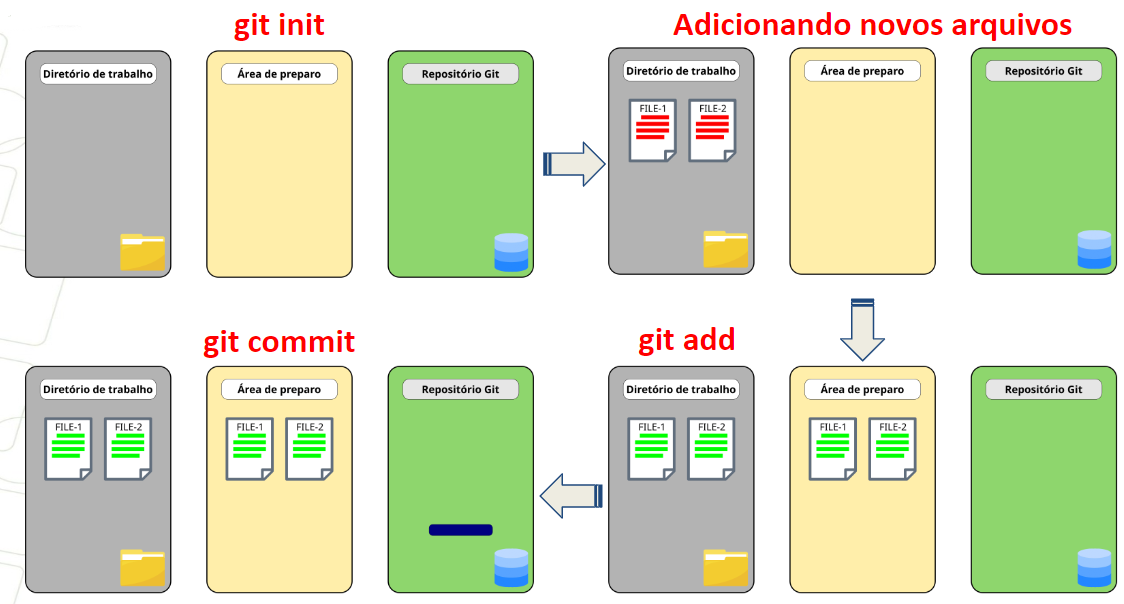 git init
Diretório de trabalho
Área de preparo
Repositório Git
Adicionando novos arquivos
Diretório de trabalho
FILE-1
FILE-2
Área de preparo
Repositório Git
git add
Diretório de trabalho
FILE-1
FILE-2
Área de preparo
FILE-1
FILE-2
Repositório Git
git commit
Diretório de trabalho
FILE-1
FILE-2
Área de preparo
FILE-1
FILE-2
Repositório Git